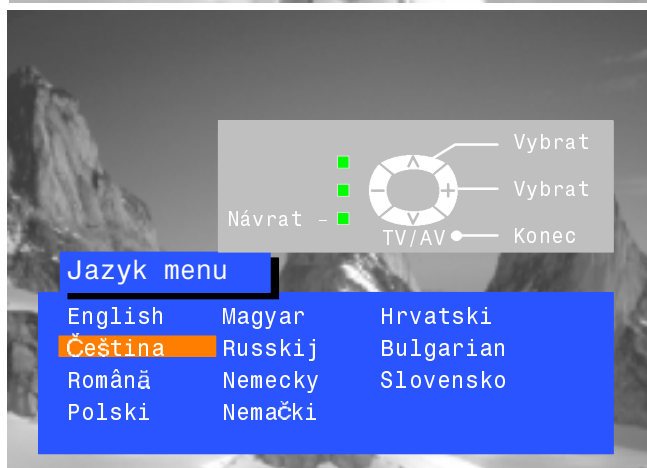 Vybrat
Vybrat
Návrat –
TV/AV
Konec
Jazyk menu
English Magyar Hrvatski
Čeština Russkij Bulgarian
Română Nemecky Slovensko
Polski Nemački